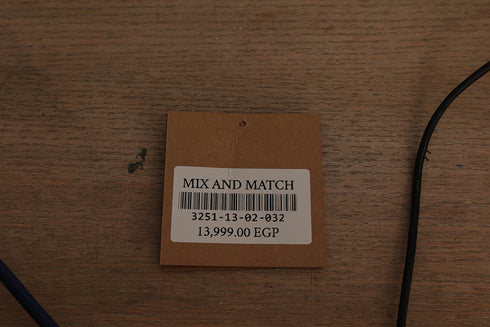 MIX AND MATCH
3251-13-02-032
13,999.00 EGP